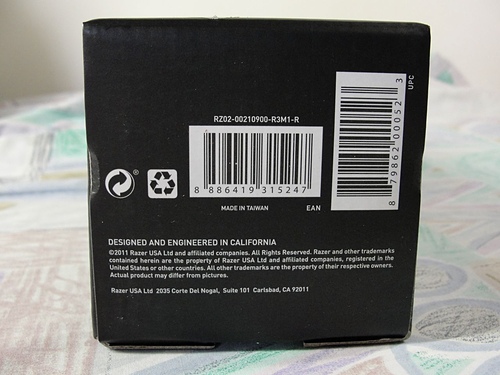 RZ02-00210900-R3M1-R
8 886419 315247
MADE IN TAIWAN
EAN
8 79862 00052 3
UPC
DESIGNED AND ENGINEERED IN CALIFORNIA
©2011 Razer USA Ltd and affiliated companies. All Rights Reserved. Razer and other trademarks
contained herein are the property of Razer USA Ltd and affiliated companies, registered in the
United States or other countries. All other trademarks are the property of their respective owners.
Actual product may differ from pictures.
Razer USA Ltd 2035 Corte Del Nogal, Suite 101 Carlsbad, CA 92011